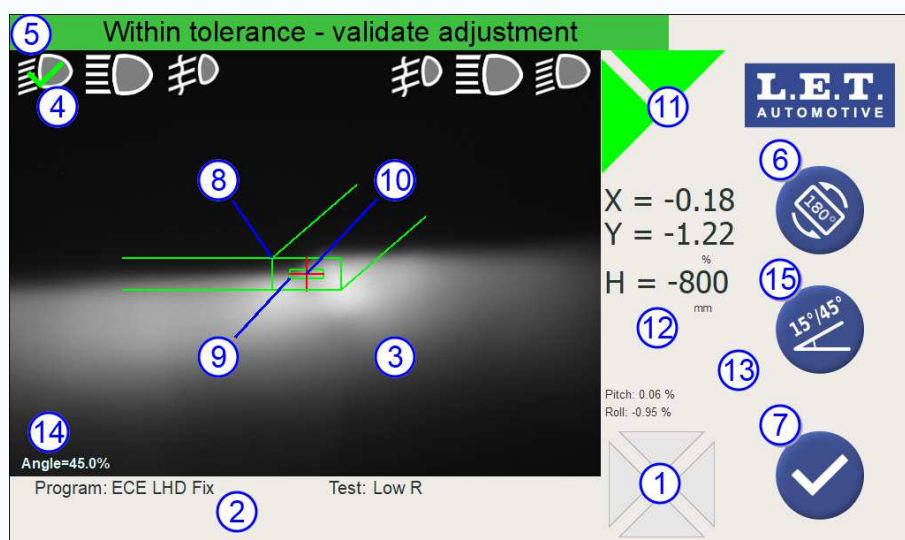 Within tolerance - validate adjustment
5
4
11
L.E.T.
AUTOMOTIVE
6
180°
8
10
X = -0.18
Y = -1.22
%
H = -800
mm
15
15°/45°
12
9
3
13
Pitch: 0.06 %
Roll: -0.95 %
7
14
Angle=45.0%
1
Program: ECE LHD Fix
Test: Low R
2